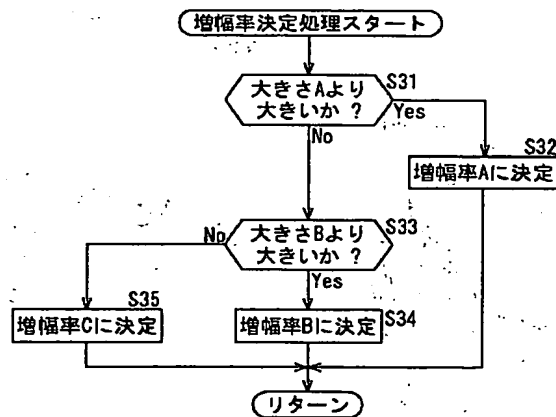 増幅率決定処理スタート
大きさAより
大きいか ?
S31
Yes
No
S32
増幅率Aに決定
大きさBより
大きいか ?
S33
No
Yes
S35
増幅率Cに決定
増幅率Bに決定
S34
リターン